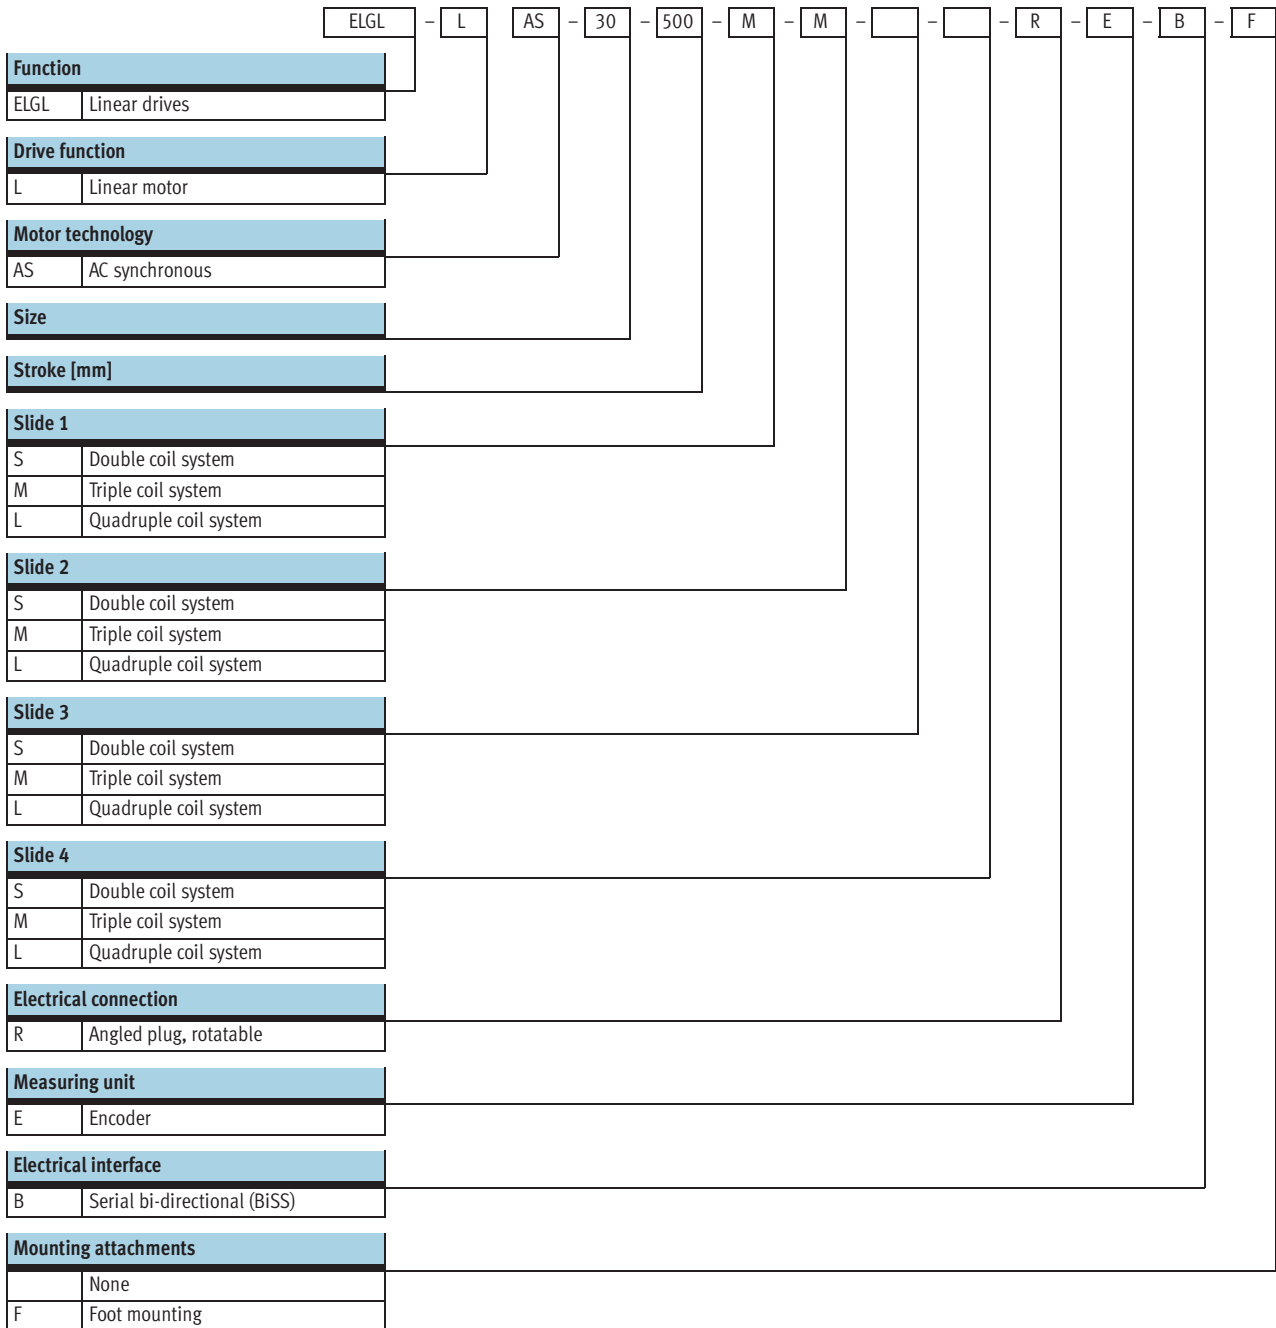 ELGL – L AS – 30 – 500 – M – M – – – R – E – B – F
Function
ELGL Linear drives
Drive function
L Linear motor
Motor technology
AS AC synchronous
Size
Stroke [mm]
Slide 1
S Double coil system
M Triple coil system
L Quadruple coil system
Slide 2
S Double coil system
M Triple coil system
L Quadruple coil system
Slide 3
S Double coil system
M Triple coil system
L Quadruple coil system
Slide 4
S Double coil system
M Triple coil system
L Quadruple coil system
Electrical connection
R Angled plug, rotatable
Measuring unit
E Encoder
Electrical interface
B Serial bi-directional (BiSS)
Mounting attachments
None
F Foot mounting